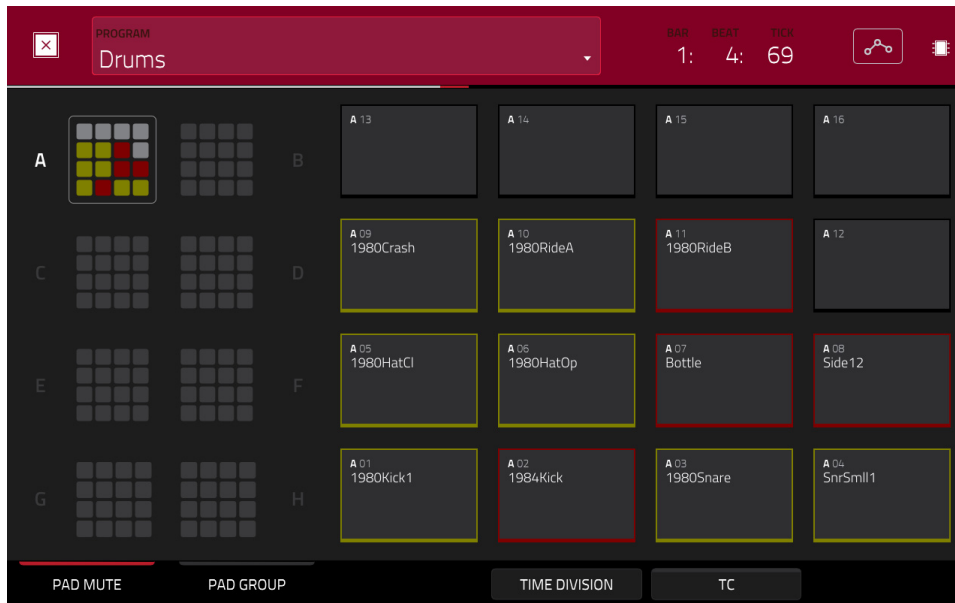 PROGRAM
Drums
BAR BEAT TICK
1: 4: 69
A B
C D
E F
G H
A 13
A 14
A 15
A 16
A 09
1980Crash
A 10
1980RideA
A 11
1980RideB
A 12
A 05
1980HatCl
A 06
1980HatOp
A 07
Bottle
A 08
Side12
A 01
1980Kick1
A 02
1984Kick
A 03
1980Snare
A 04
SnrSmll1
PAD MUTE
PAD GROUP
TIME DIVISION
TC